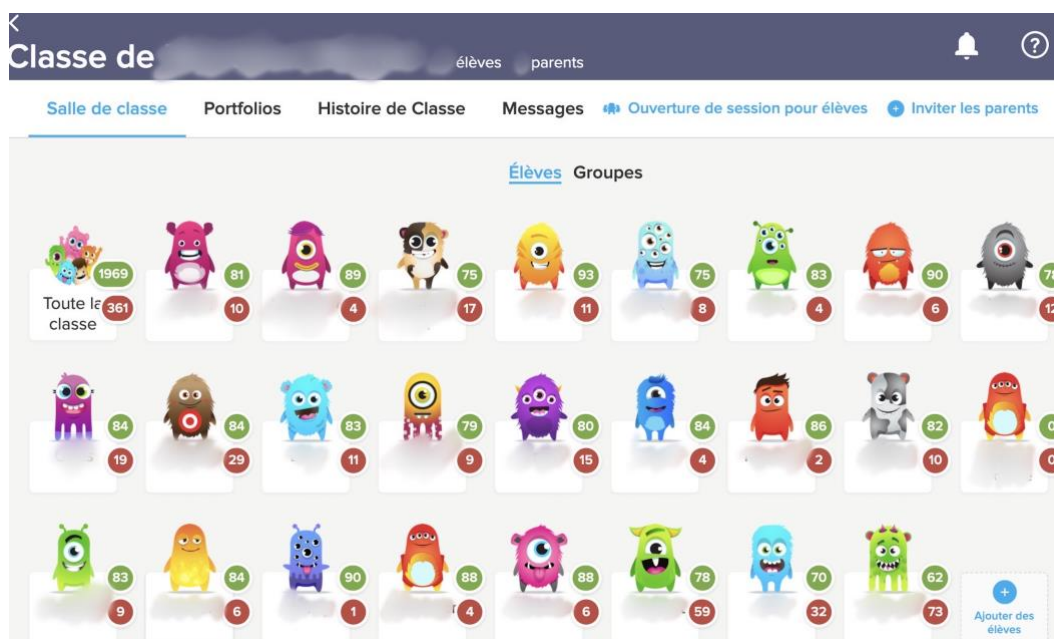 Classe de
élèves parents
Salle de classe Portfolios Histoire de Classe Messages Ouverture de session pour élèves + Inviter les parents
Élèves Groupes
1969 81 89 75 93 75 83 90
Toute la 361 10 4 17 11 8 4 6 12
classe
84 84 83 79 80 84 86 82 0
19 29 11 9 15 4 2 10 0
83 84 90 88 88 78 70 62
9 6 1 4 6 59 32 73
Ajouter des
élèves